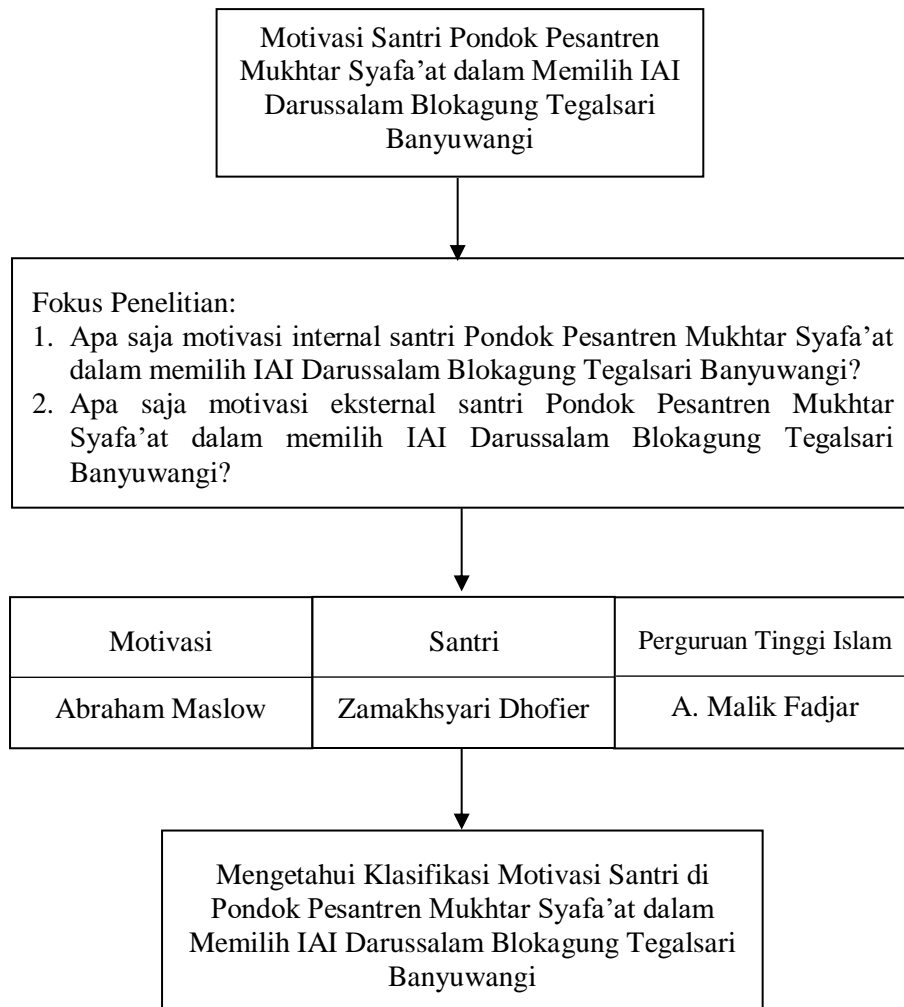 Motivasi Santri Pondok Pesantren
Mukhtar Syafa’at dalam Memilih IAI
Darussalam Blokagung Tegalsari
Banyuwangi
Fokus Penelitian:
1. Apa saja motivasi internal santri Pondok Pesantren Mukhtar Syafa’at
dalam memilih IAI Darussalam Blokagung Tegalsari Banyuwangi?
2. Apa saja motivasi eksternal santri Pondok Pesantren Mukhtar
Syafa’at dalam memilih IAI Darussalam Blokagung Tegalsari
Banyuwangi?
Motivasi
Santri
Perguruan Tinggi Islam
Abraham Maslow
Zamakhsyari Dhofier
A. Malik Fadjar
Mengetahui Klasifikasi Motivasi Santri di
Pondok Pesantren Mukhtar Syafa’at dalam
Memilih IAI Darussalam Blokagung Tegalsari
Banyuwangi